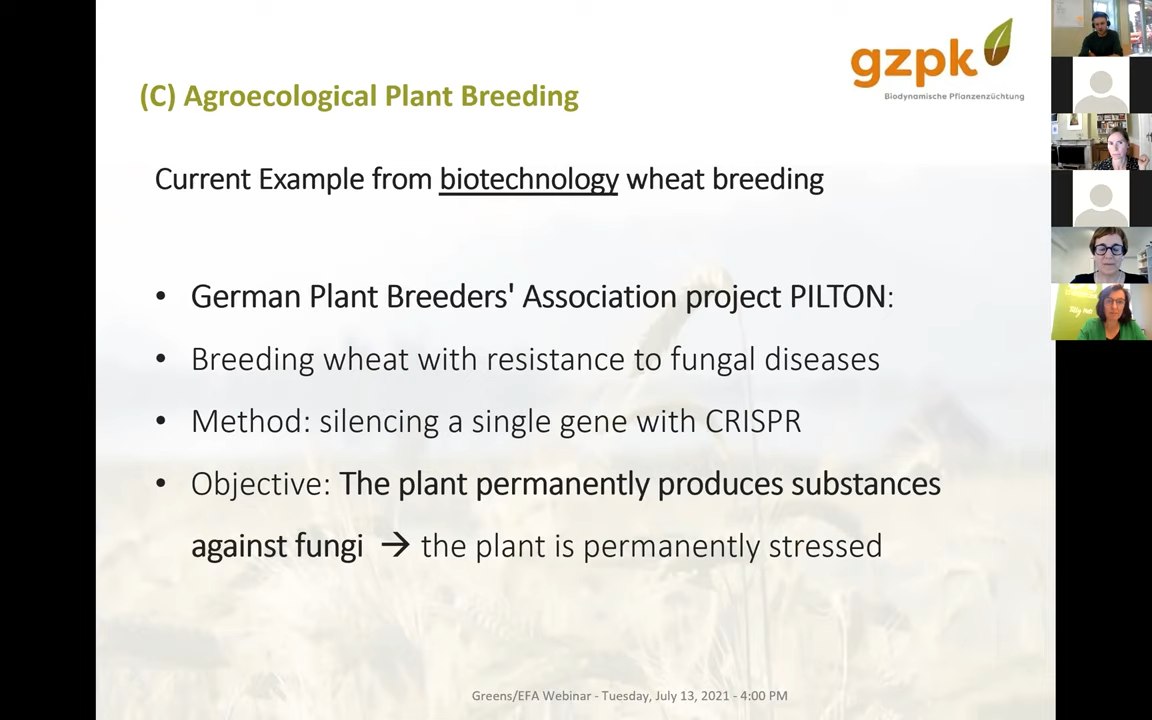 gzpk
Biodynamische Pflanzenzüchtung
(C) Agroecological Plant Breeding
Current Example from biotechnology wheat breeding
• German Plant Breeders' Association project PILTON:
• Breeding wheat with resistance to fungal diseases
• Method: silencing a single gene with CRISPR
• Objective: The plant permanently produces substances
against fungi → the plant is permanently stressed
Greens/EFA Webinar - Tuesday, July 13, 2021 - 4:00 PM